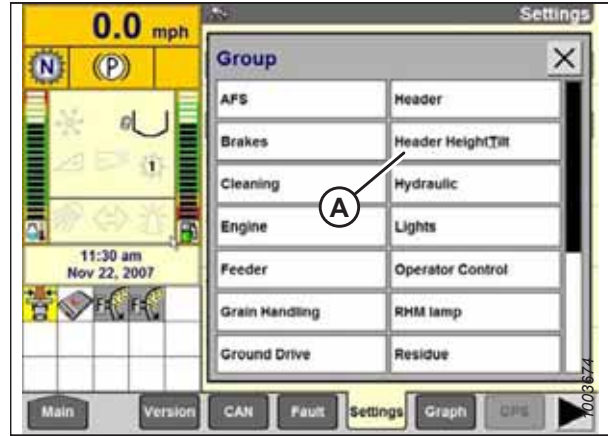 0.0 mph
Settings
N
(P)
Group
AFS
Header
Brakes
Header Height Tilt
Cleaning
Hydraulic
A
Engine
Lights
11:30 am
Nov 22, 2007
Feeder
Operator Control
Grain Handling
RHM lamp
Ground Drive
Residue
1
Main
Version
CAN
Fault
Settings
Graph
GPS
1003674